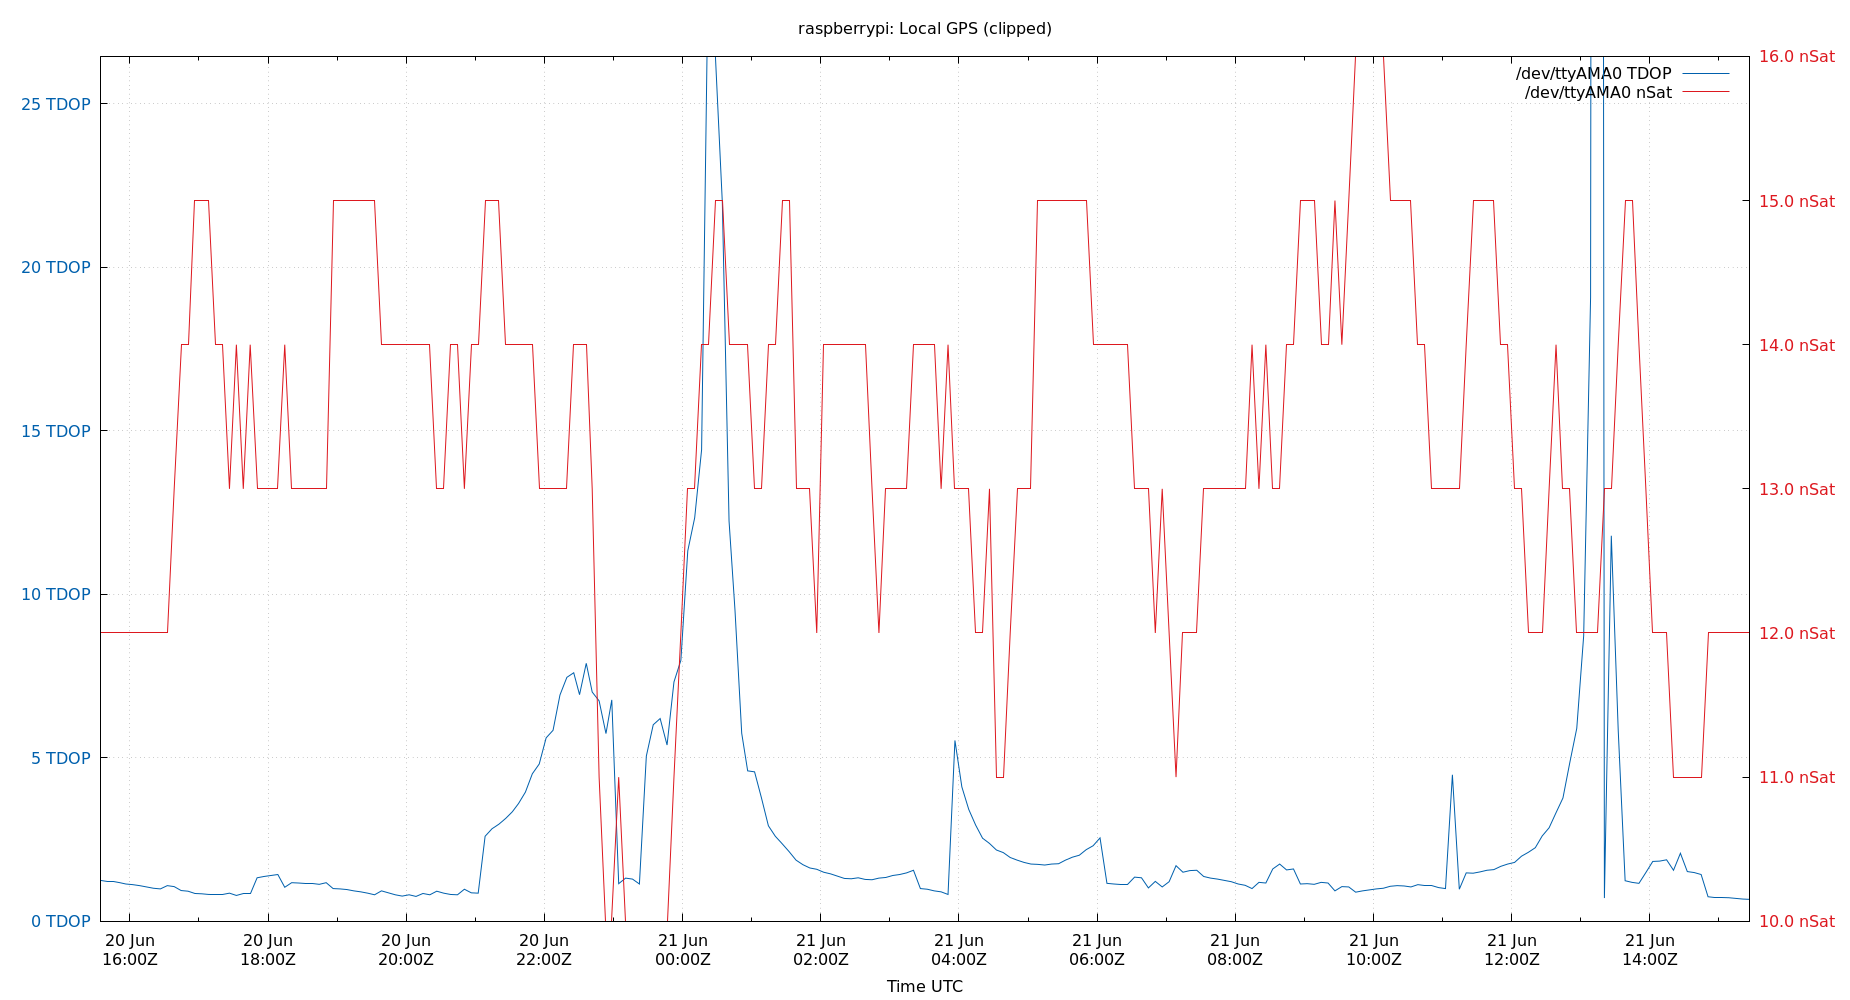 raspberrypi: Local GPS (clipped)
/dev/ttyAMA0 TDOP
/dev/ttyAMA0 nSat
25 TDOP
20 TDOP
15 TDOP
10 TDOP
5 TDOP
0 TDOP
16.0 nSat
15.0 nSat
14.0 nSat
13.0 nSat
12.0 nSat
11.0 nSat
10.0 nSat
20 Jun
16:00Z
20 Jun
18:00Z
20 Jun
20:00Z
20 Jun
22:00Z
21 Jun
00:00Z
21 Jun
02:00Z
21 Jun
04:00Z
21 Jun
06:00Z
21 Jun
08:00Z
21 Jun
10:00Z
21 Jun
12:00Z
21 Jun
14:00Z
Time UTC